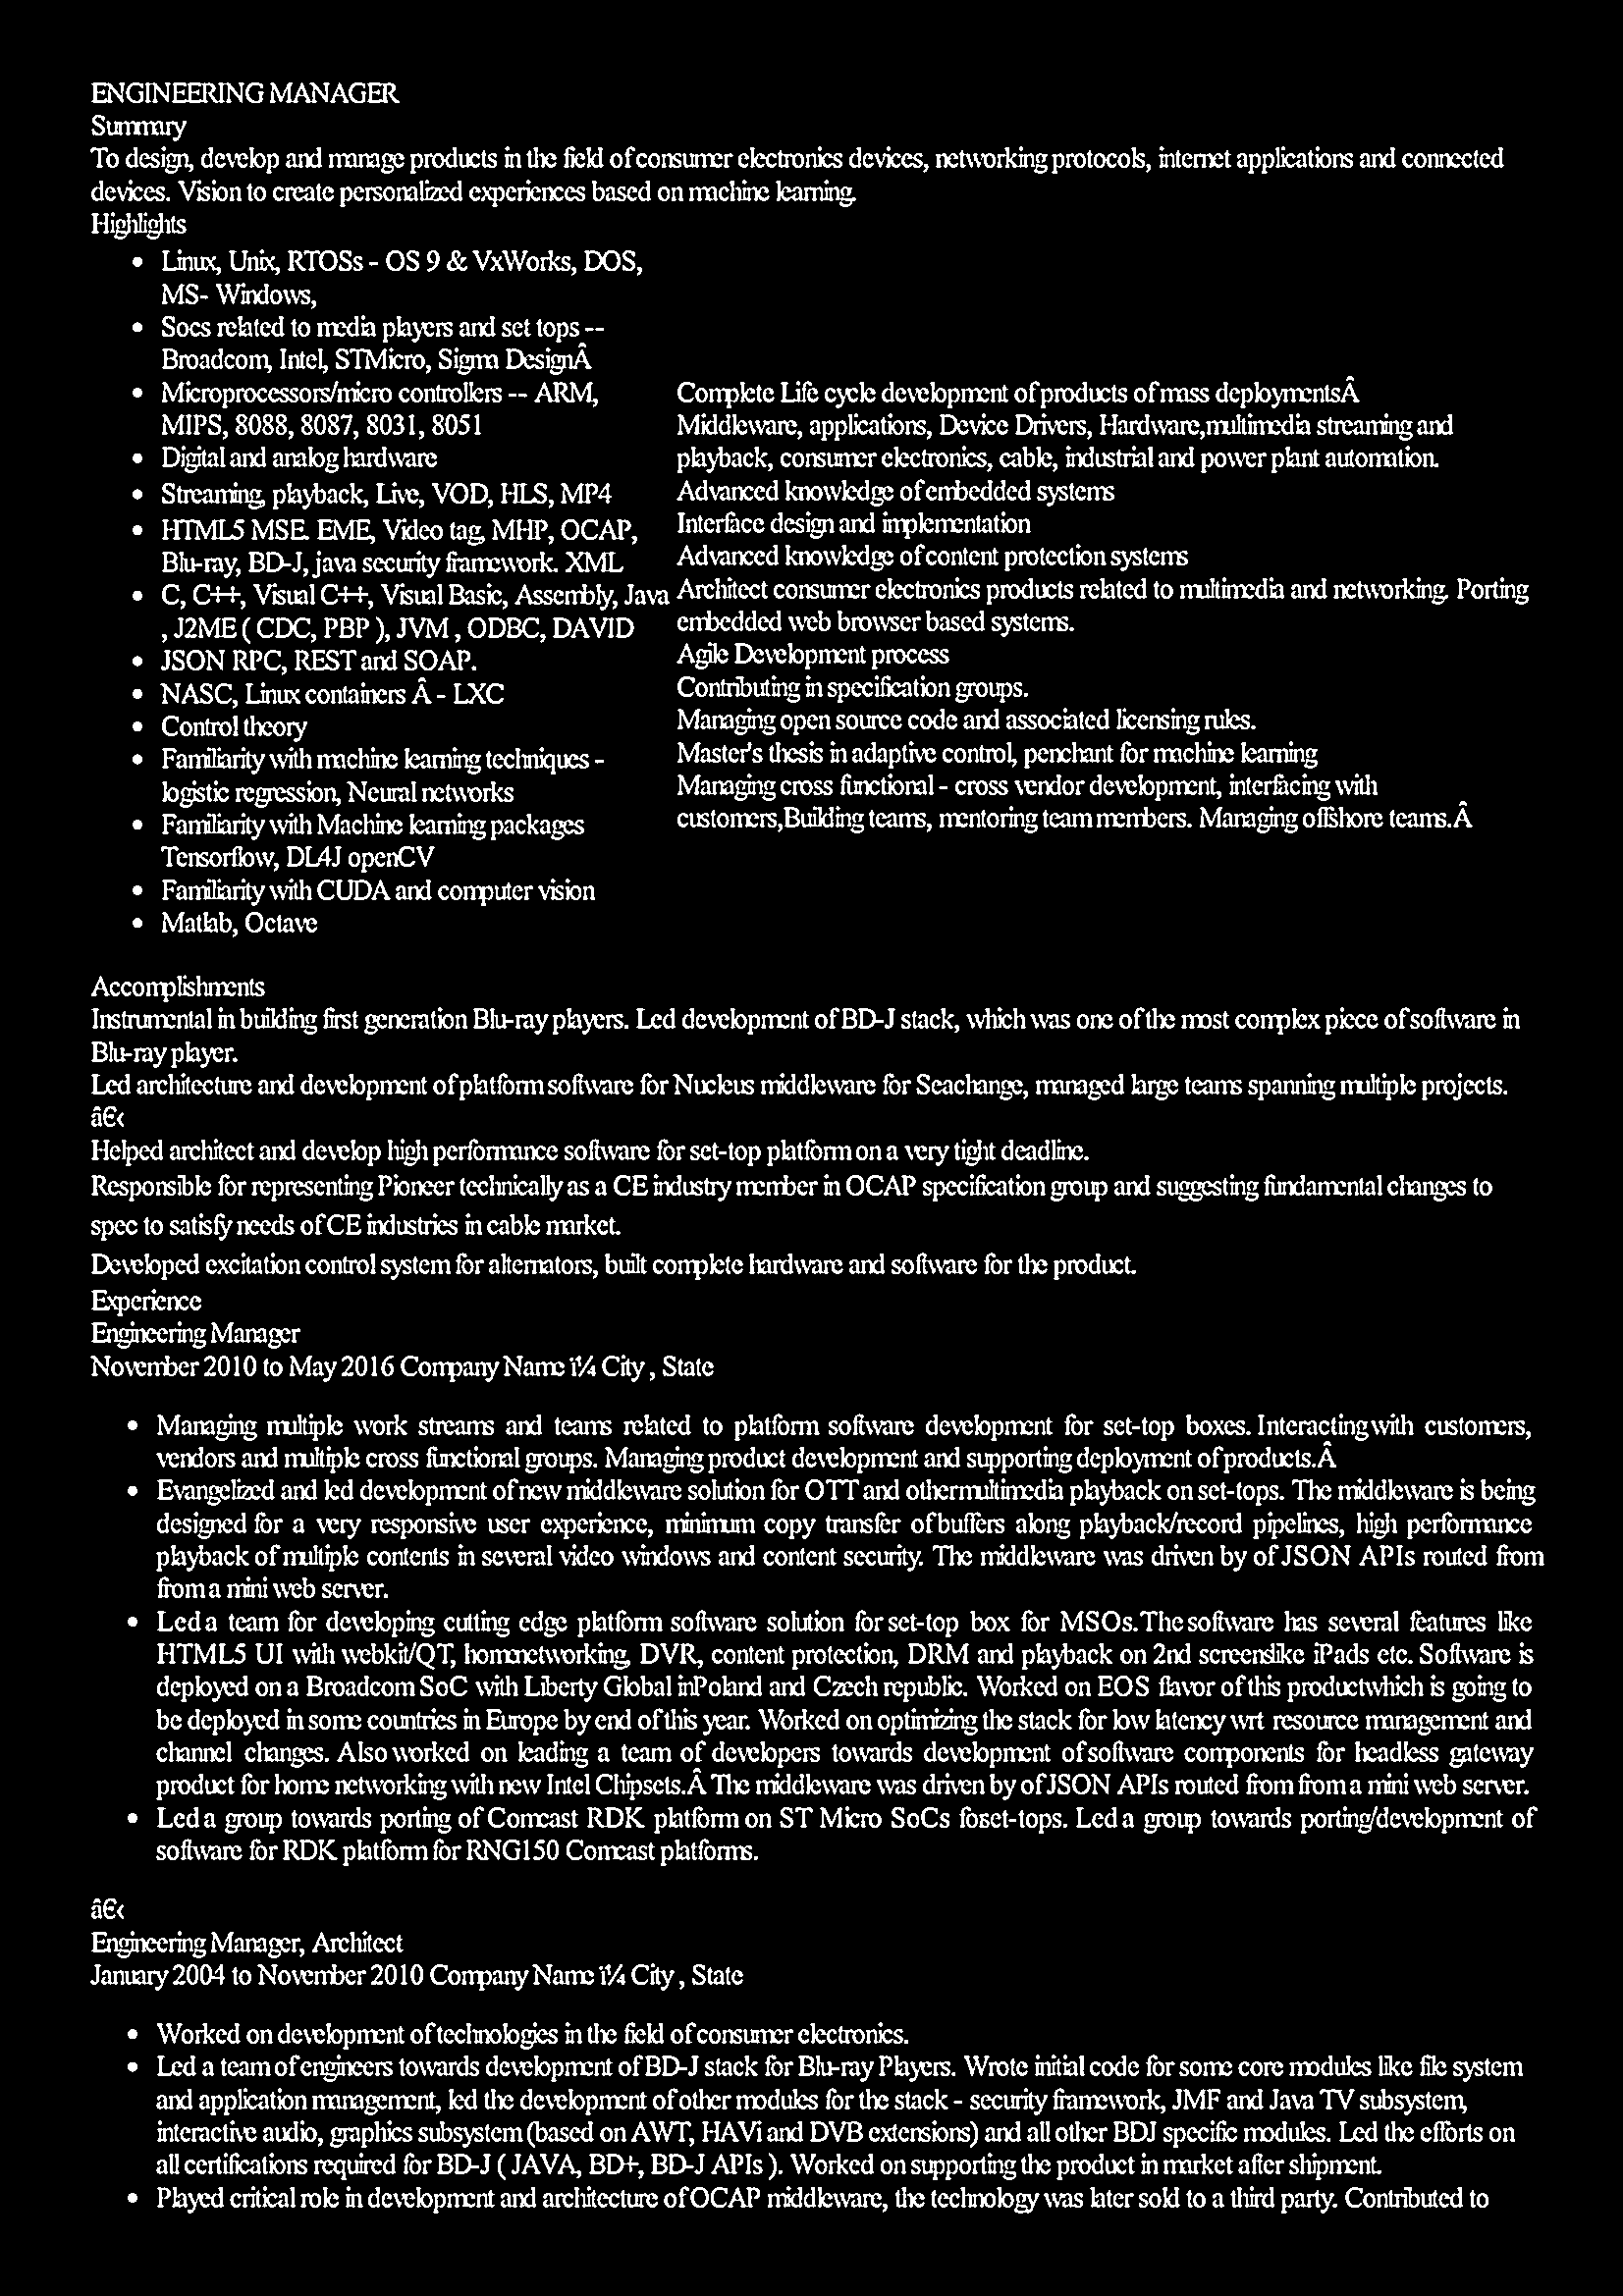 ENGINEERING MANAGER
Summary
To design, develop and manage products in the field of consumer electronics devices, networking protocols, internet applications and connected
devices. Vision to create personalized experiences based on machine learning.
Highlights
• Linux, Unix, RTOSs - OS 9 & VxWorks, DOS,
MS- Windows,
• Socs related to media players and set tops --
Broadcom, Intel, STMicro, Sigma DesignÂ
• Microprocessors/micro controllers -- ARM,
MIPS, 8088, 8087, 8031, 8051
• Digital and analog hardware
• Streaming, playback, Live, VOD, HLS, MP4
• HTML5 MSE. EME, Video tag, MHP, OCAP,
Blu-ray, BD-J, java security framework. XML
• C, C++, Visual C++, Visual Basic, Assembly, Java
, J2ME ( CDC, PBP ), JVM , ODBC, DAVID
• JSON RPC, REST and SOAP.
• NASC, Linux containers Â - LXC
• Control theory
• Familiarity with machine learning techniques -
logistic regression, Neural networks
• Familiarity with Machine learning packages
Tensorflow, DL4J openCV
• Familiarity with CUDA and computer vision
• Matlab, Octave
Complete Life cycle development of products of mass deploymentsÂ
Middleware, applications, Device Drivers, Hardware,multimedia streaming and
playback, consumer electronics, cable, industrial and power plant automation.
Advanced knowledge of embedded systems
Interface design and implementation
Advanced knowledge of content protection systems
Architect consumer electronics products related to multimedia and networking. Porting
embedded web browser based systems.
Agile Development process
Contributing in specification groups.
Managing open source code and associated licensing rules.
Master's thesis in adaptive control, penchant for machine learning
Managing cross functional - cross vendor development, interfacing with
customers,Building teams, mentoring team members. Managing offshore teams.Â
Accomplishments
Instrumental in building first generation Blu-ray players. Led development of BD-J stack, which was one of the most complex piece of software in
Blu-ray player.
Led architecture and development of platform software for Nucleus middleware for Seachange, managed large teams spanning multiple projects.
â€‹
Helped architect and develop high performance software for set-top platform on a very tight deadline.
Responsible for representing Pioneer technically as a CE industry member in OCAP specification group and suggesting fundamental changes to
spec to satisfy needs of CE industries in cable market.
Developed excitation control system for alternators, built complete hardware and software for the product.
Experience
Engineering Manager
November 2010 to May 2016 Company Name ï¼ City , State
• Managing multiple work streams and teams related to platform software development for set-top boxes. Interacting with customers,
vendors and multiple cross functional groups. Managing product development and supporting deployment of products.Â
• Evangelized and led development of new middleware solution for OTT and othermultimedia playback on set-tops. The middleware is being
designed for a very responsive user experience, minimum copy transfer of buffers along playback/record pipelines, high performance
playback of multiple contents in several video windows and content security. The middleware was driven by of JSON APIs routed from
from a mini web server.
• Led a team for developing cutting edge platform software solution for set-top box for MSOs.The software has several features like
HTML5 UI with webkit/QT, homenetworking, DVR, content protection, DRM and playback on 2nd screenslike iPads etc. Software is
deployed on a Broadcom SoC with Liberty Global inPoland and Czech republic. Worked on EOS flavor of this productwhich is going to
be deployed in some countries in Europe by end of this year. Worked on optimizing the stack for low latency wrt resource management and
channel changes. Also worked on leading a team of developers towards development of software components for headless gateway
product for home networking with new Intel Chipsets.Â The middleware was driven by of JSON APIs routed from from a mini web server.
• Led a group towards porting of Comcast RDK platform on ST Micro SoCs foset-tops. Led a group towards porting/development of
software for RDK platform for RNG150 Comcast platforms.
â€‹
Engineering Manager, Architect
January 2004 to November 2010 Company Name ï¼ City , State
• Worked on development of technologies in the field of consumer electronics.
• Led a team of engineers towards development of BD-J stack for Blu-ray Players. Wrote initial code for some core modules like file system
and application management, led the development of other modules for the stack - security framework, JMF and Java TV subsystem,
interactive audio, graphics subsystem (based on AWT, HAVi and DVB extensions) and all other BDJ specific modules. Led the efforts on
all certifications required for BD-J ( JAVA, BD+, BD-J APIs ). Worked on supporting the product in market after shipment.
• Played critical role in development and architecture of OCAP middleware, the technology was later sold to a third party. Contributed to